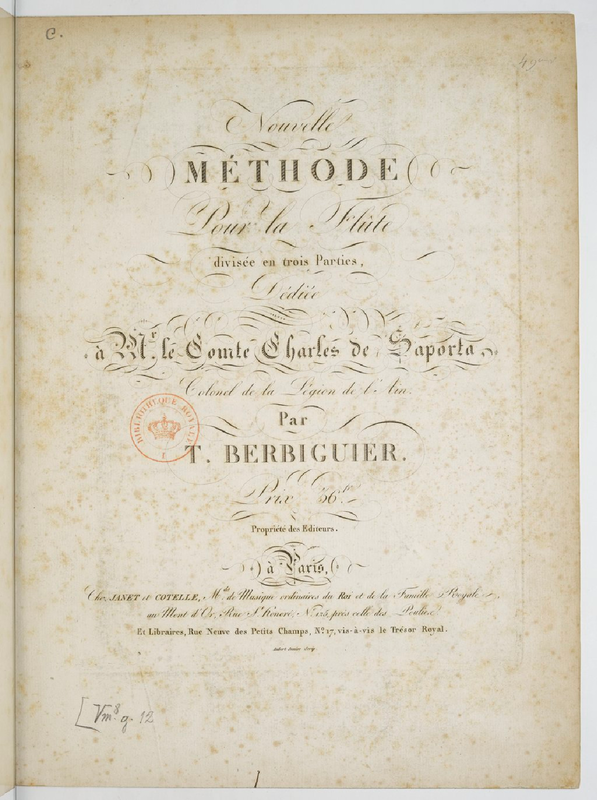 C.
49
Nouvelle
MÉTHODE
Pour la Flûte
divisée en trois Parties,
Dédiée
à Mr. le Comte Charles de Saporta,
Colonel de la Légion de l'Ain.
Par
BIBLIOTHEQUE ROYALE
T. BERBIGUIER.
Prix 36 fr.
Propriété des Editeurs.
à Paris,
Chez JANET et COTELLE, Mds. de Musique ordinaires du Roi et de la Famille Royale
au Mont d'Or, Rue St. Honoré, No. 125, près celle des Poulies,
Et Libraires, Rue Neuve des Petits Champs, No. 17, vis-à-vis le Trésor Royal.
[Vm8. g. 12